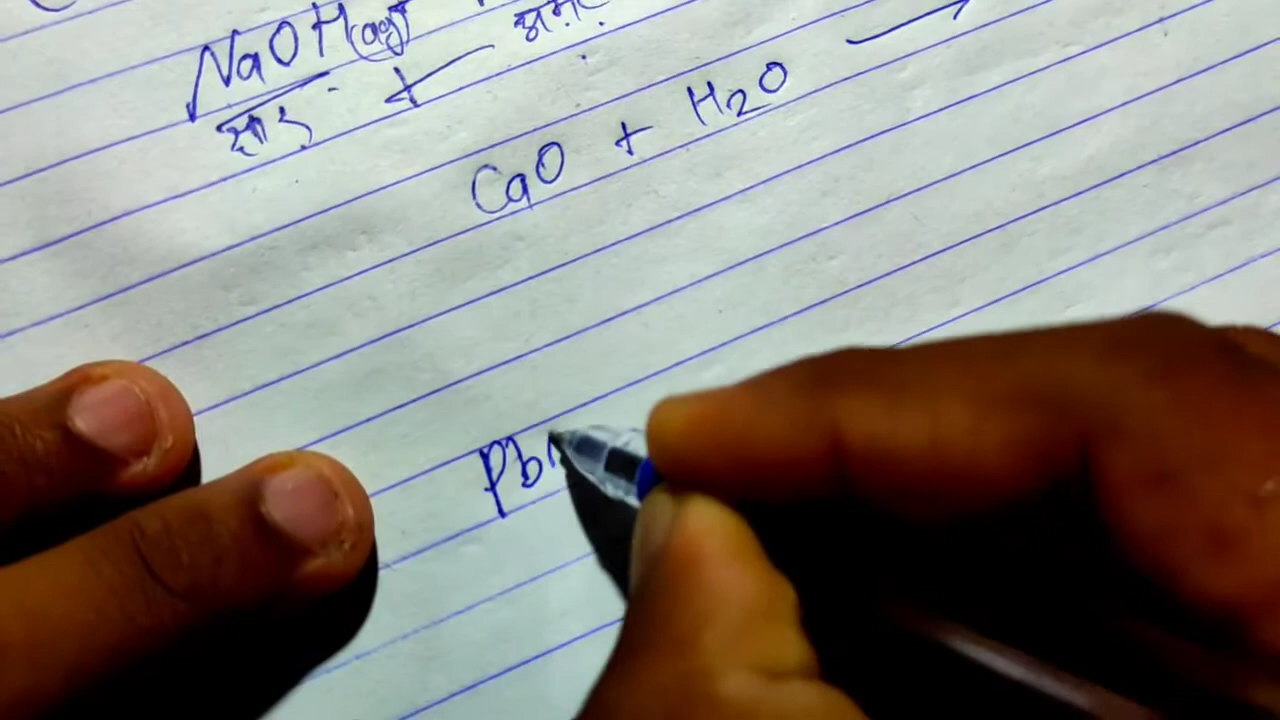 NaOH(aq) +
क्षार
CaO + H₂O →
Pb